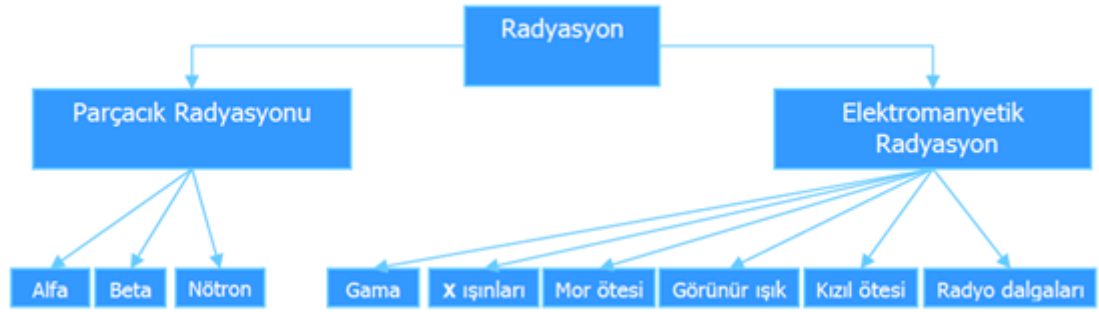 Radyasyon
Parçacık Radyasyonu
Elektromanyetik
Radyasyon
Alfa
Beta
Nötron
Gama
X ışınları
Mor ötesi
Görünür ışık
Kızıl ötesi
Radyo dalgaları